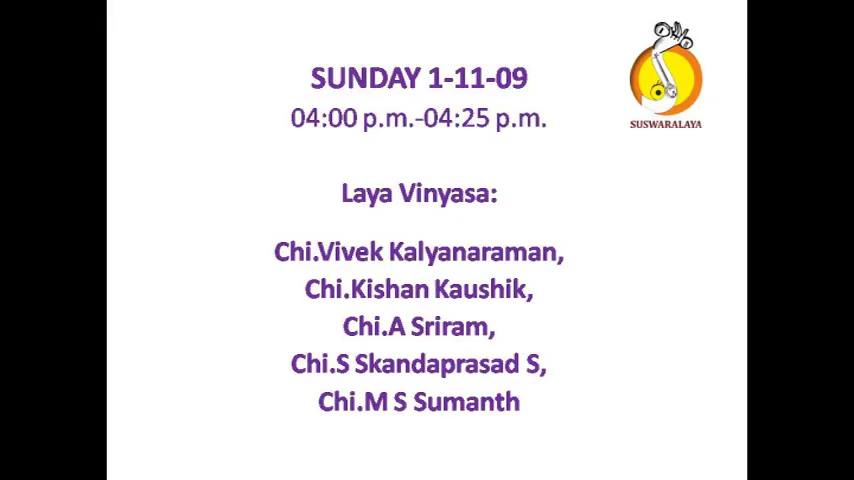 SUNDAY 1-11-09
04:00 p.m.-04:25 p.m.
SUSWARALAYA
Laya Vinyasa:
Chi.Vivek Kalyanaraman,
Chi.Kishan Kaushik,
Chi.A Sriram,
Chi.S Skandaprasad S,
Chi.M S Sumanth